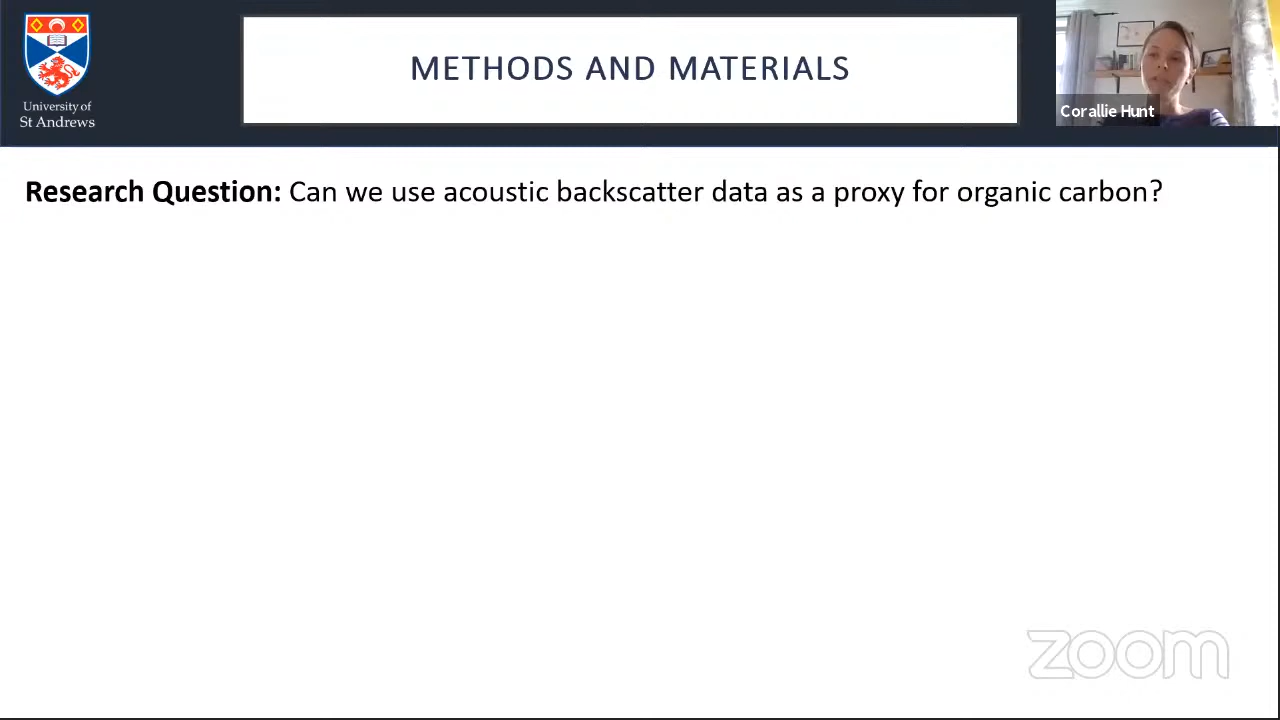 METHODS AND MATERIALS
University of
St Andrews
Corallie Hunt
Research Question: Can we use acoustic backscatter data as a proxy for organic carbon?
zoom